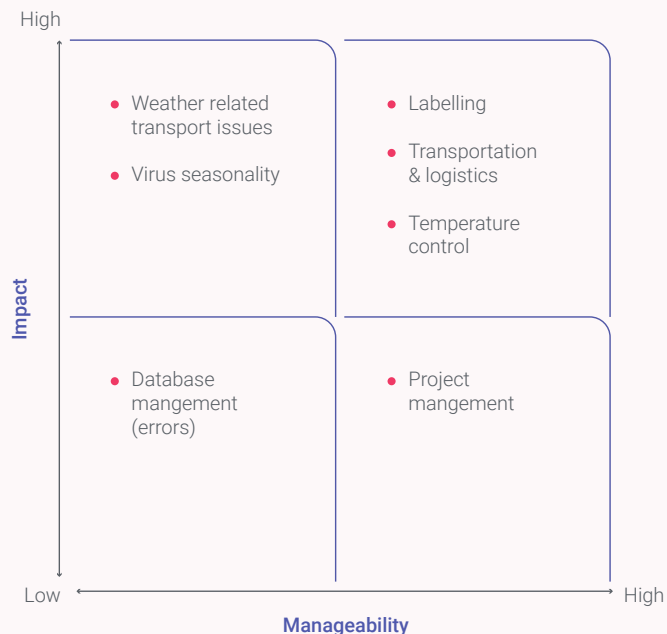 High
Weather related
transport issues
Virus seasonality
Labelling
Transportation
& logistics
Temperature
control
Impact
Database
mangement
(errors)
Project
mangement
Low
High
Manageability